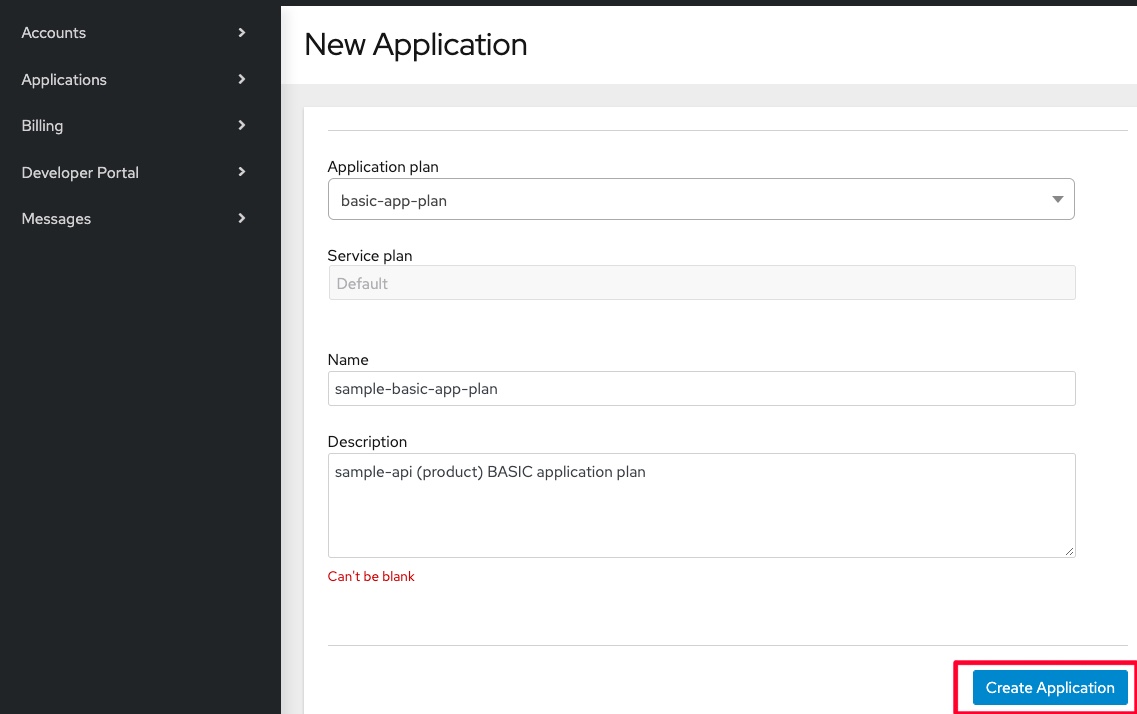 Accounts
Applications
Billing
Developer Portal
Messages
New Application
Application plan
basic-app-plan
Service plan
Default
Name
sample-basic-app-plan
Description
sample-api (product) BASIC application plan
Can't be blank
Create Application